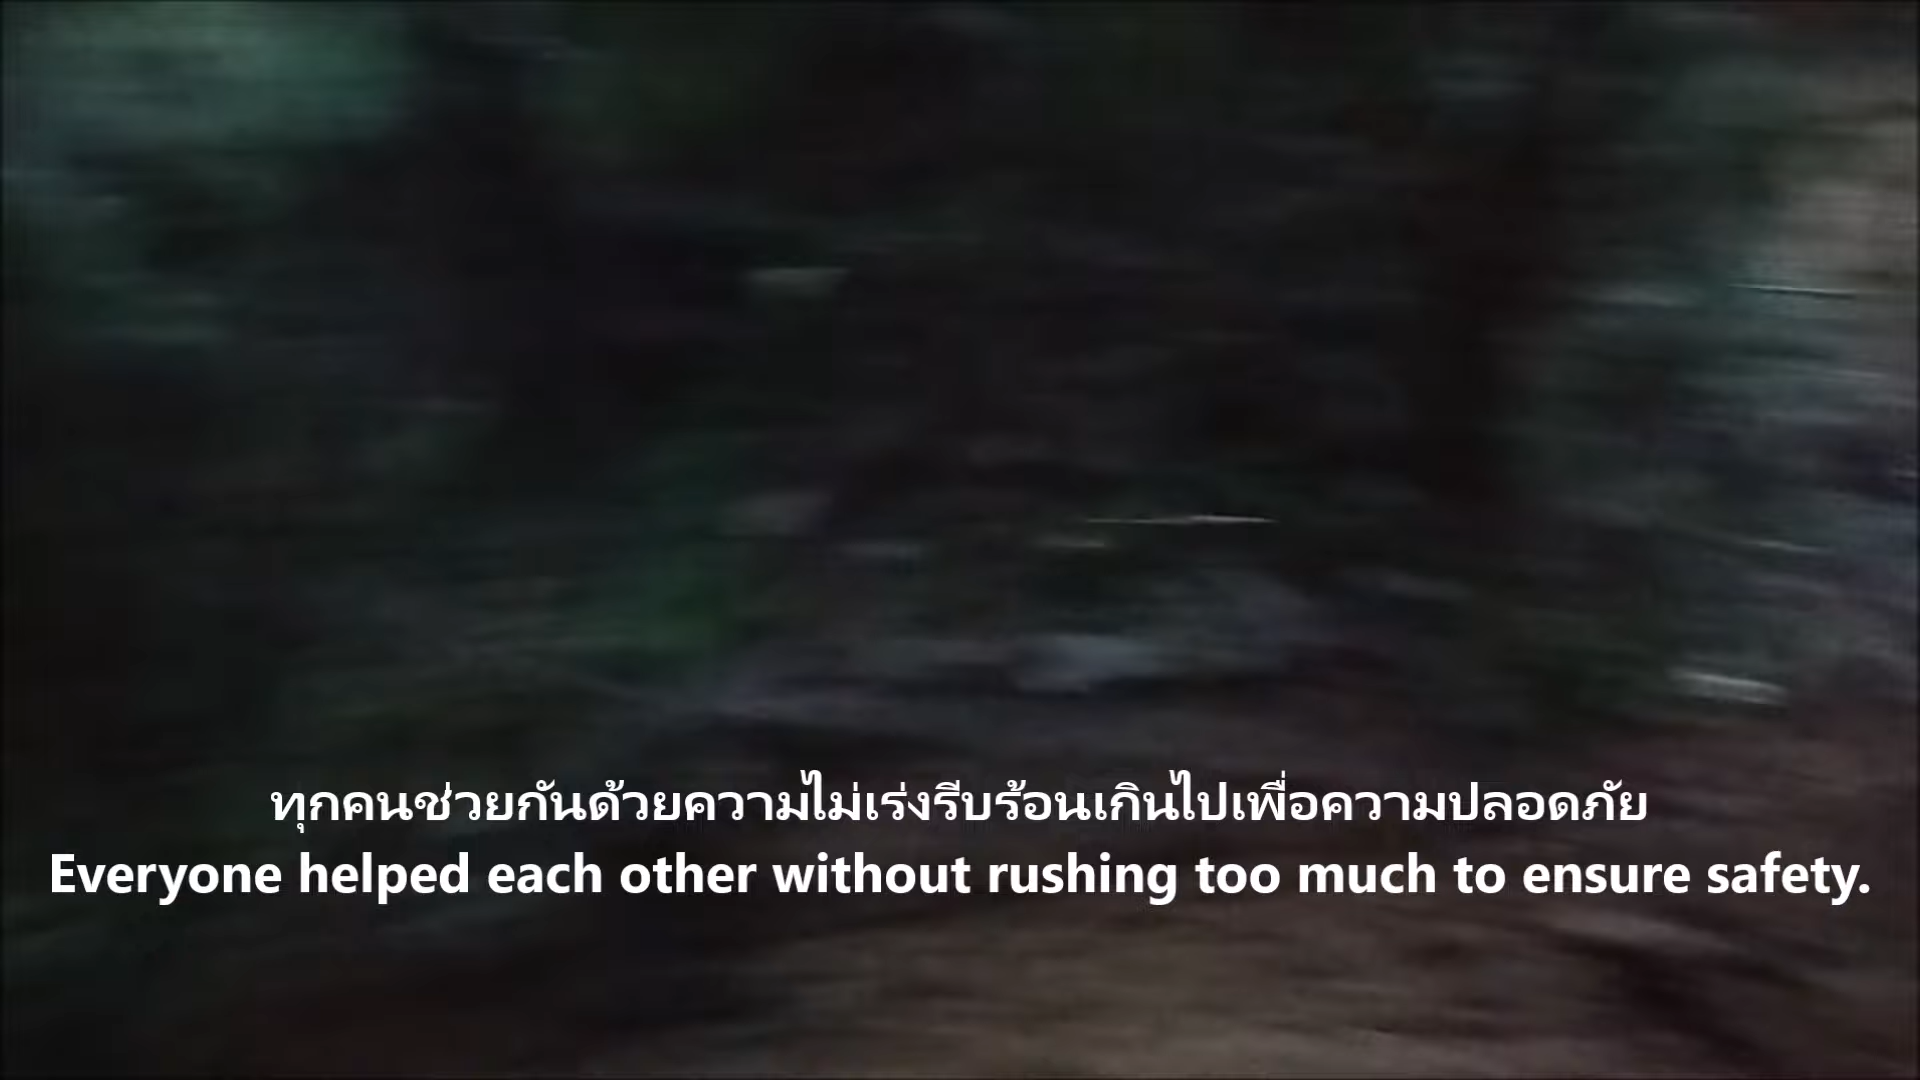 ทุกคนช่วยกันด้วยความไม่เร่งรีบร้อนเกินไปเพื่อความปลอดภัย
Everyone helped each other without rushing too much to ensure safety.